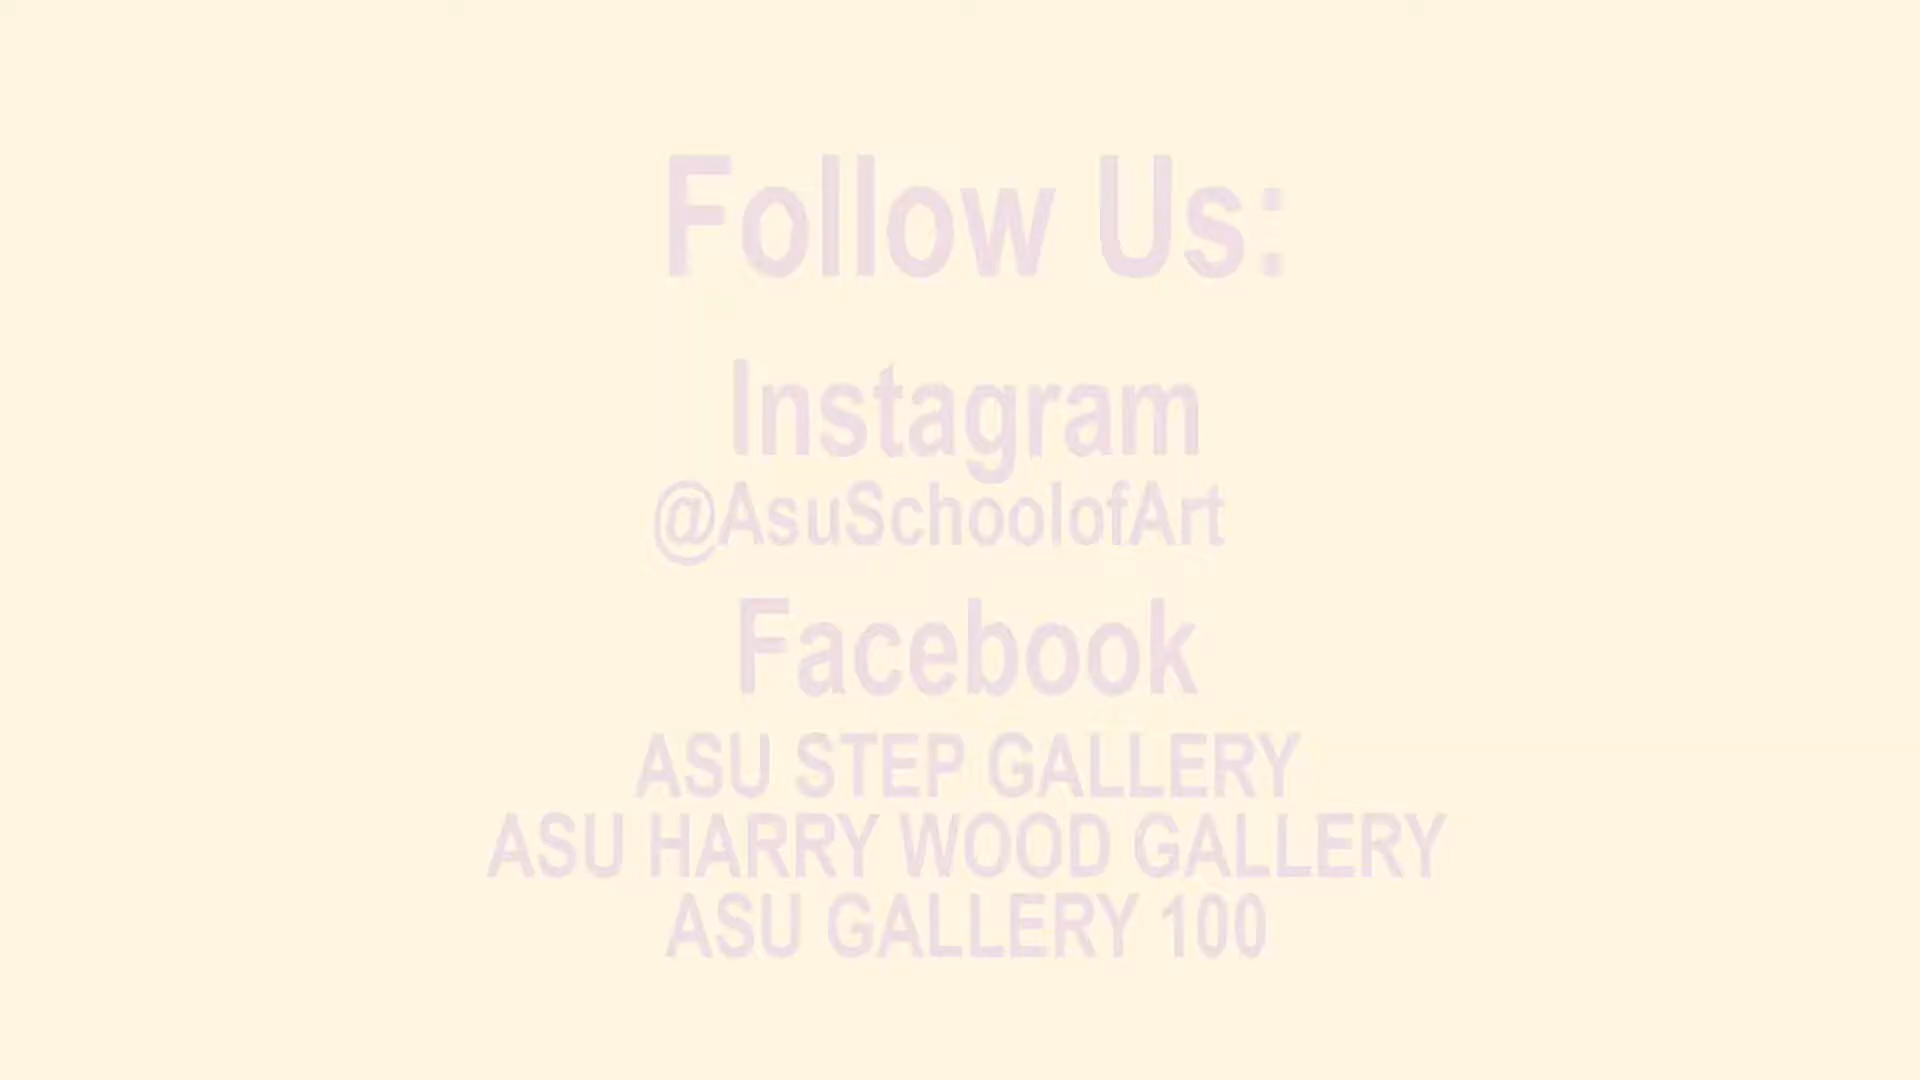 Follow Us:
Instagram
@AsuSchoolofArt
Facebook
ASU STEP GALLERY
ASU HARRY WOOD GALLERY
ASU GALLERY 100